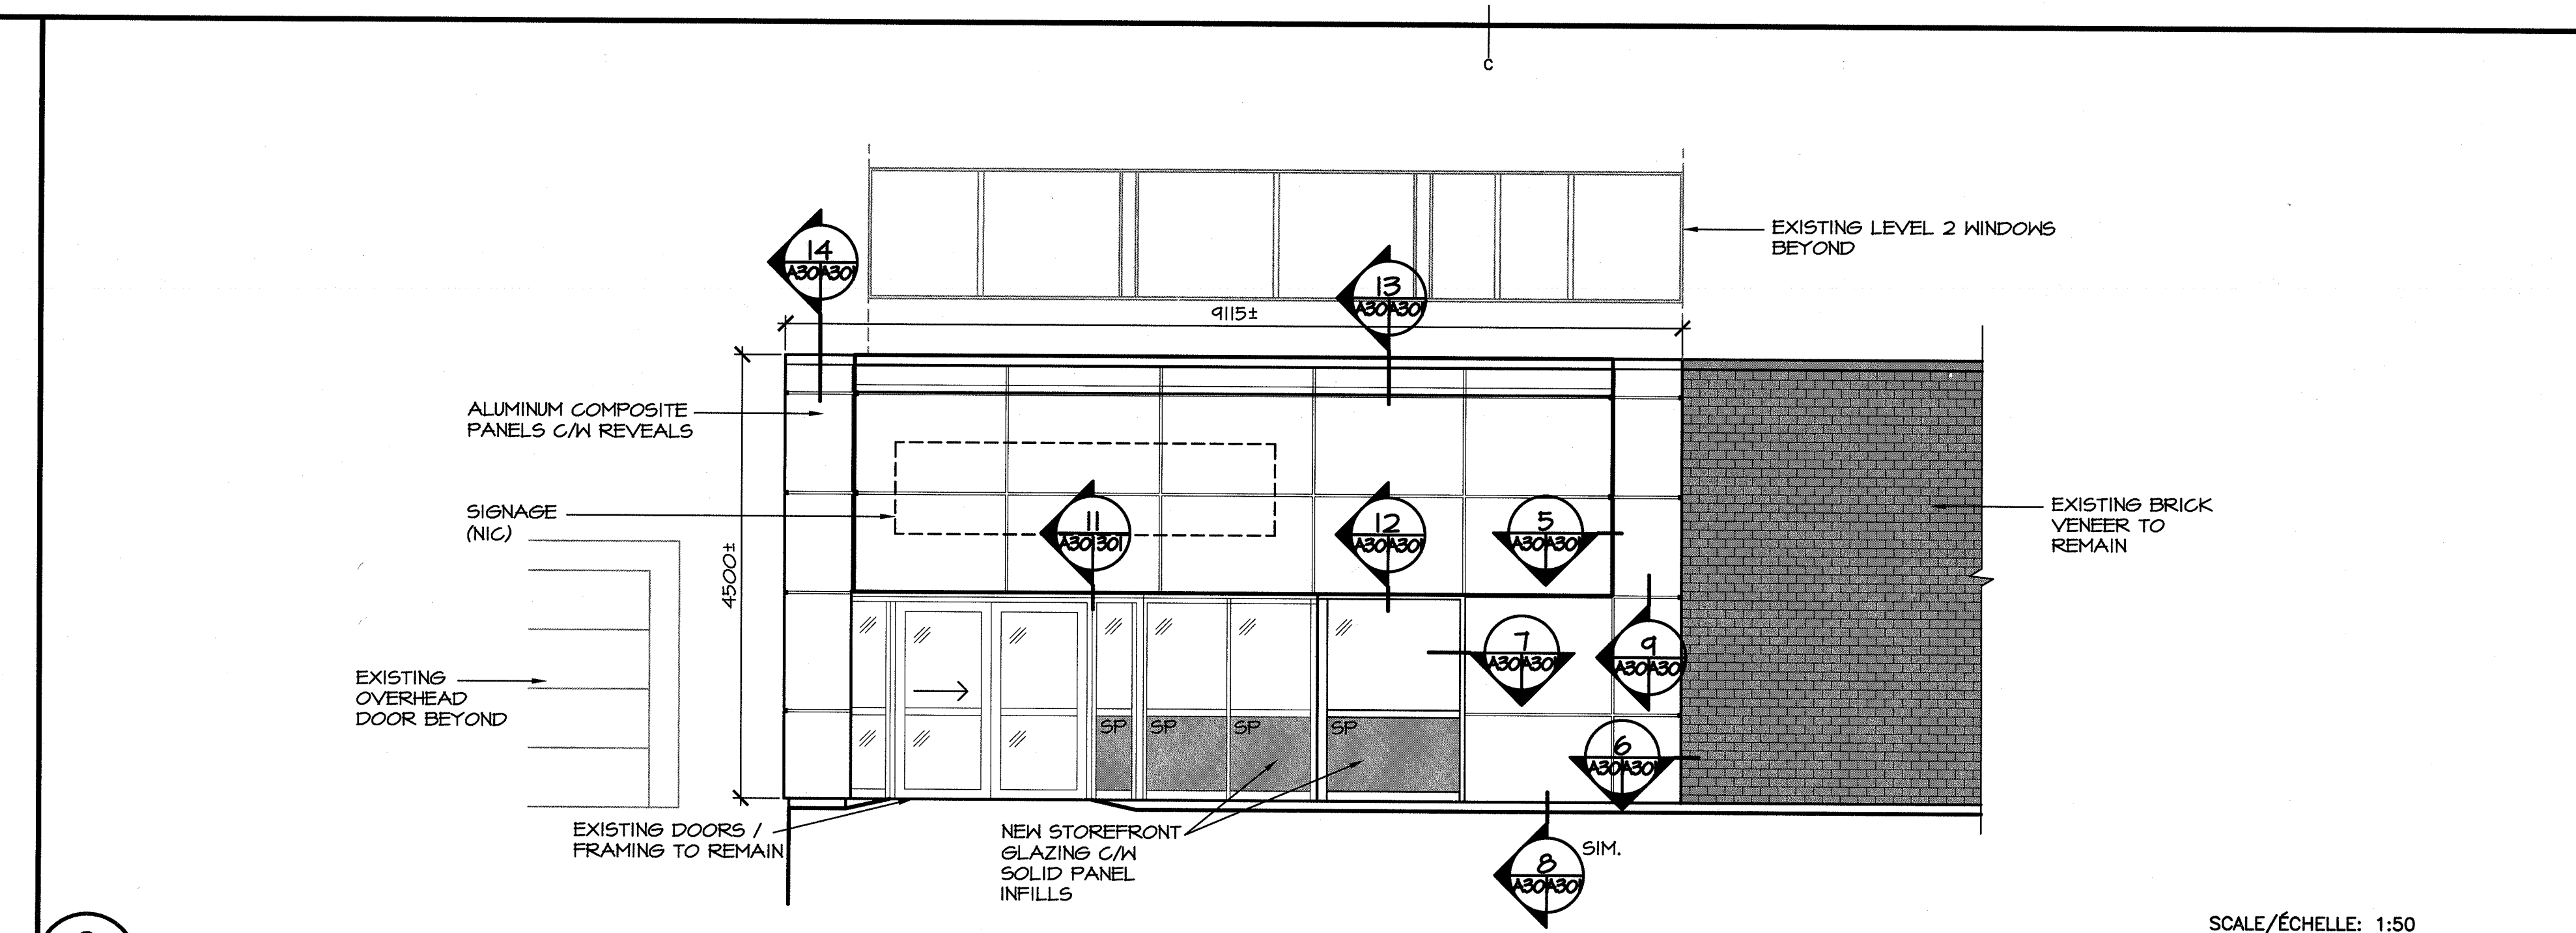 C
EXISTING LEVEL 2 WINDOWS
BEYOND
14
A30 A301
13
A30 A301
9115±
ALUMINUM COMPOSITE
PANELS C/W REVEALS
SIGNAGE
(NIC)
11
A30 301
12
A30 A301
5
A30 A301
EXISTING BRICK
VENEER TO
REMAIN
4500±
7
A30 A301
9
A30 A301
EXISTING
OVERHEAD
DOOR BEYOND
SP
SP
SP
SP
6
A30 A301
EXISTING DOORS /
FRAMING TO REMAIN
NEW STOREFRONT
GLAZING C/W
SOLID PANEL
INFILLS
SIM.
8
A30 A301
SCALE/ÉCHELLE: 1:50